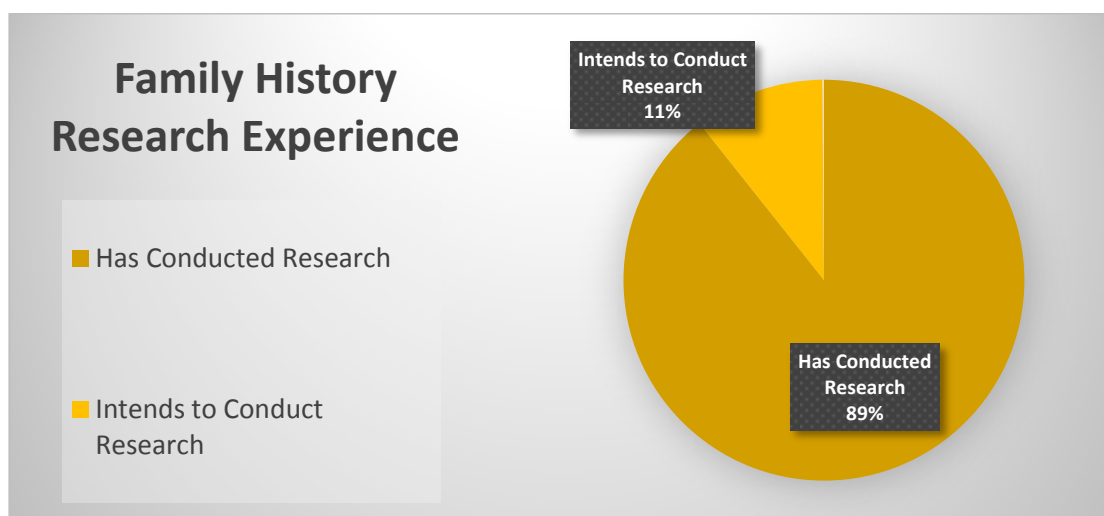 Family History
Research Experience
Has Conducted Research
Intends to Conduct
Research
Intends to Conduct
Research
11%
Has Conducted
Research
89%